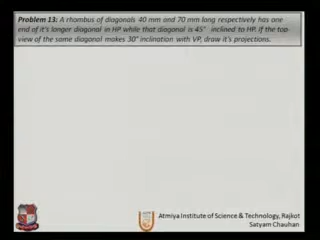 Problem 13: A rhombus of diagonals 40 mm and 70 mm long respectively has one
end of it's longer diagonal in HP while that diagonal is 45° inclined to HP. If the top-
view of the same diagonal makes 30° inclination with VP, draw it's projections.
Atmiya Institute of Science & Technology, Rajkot
Satyam Chauhan